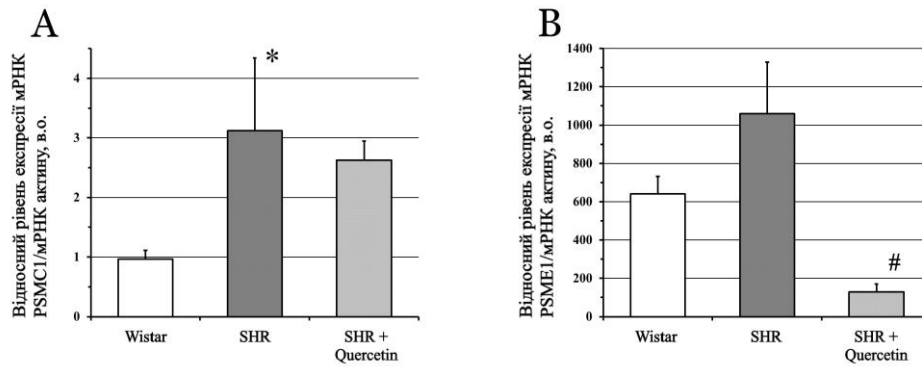 A
Відносний рівень експресії мРНК
PSMC1/мРНК актину, в.о.
4
3
2
1
0
*
Wistar
SHR
SHR +
Quercetin
B
Відносний рівень експресії мРНК
PSME1/мРНК актину, в.о.
1400
1200
1000
800
600
400
200
0
#
Wistar
SHR
SHR +
Quercetin